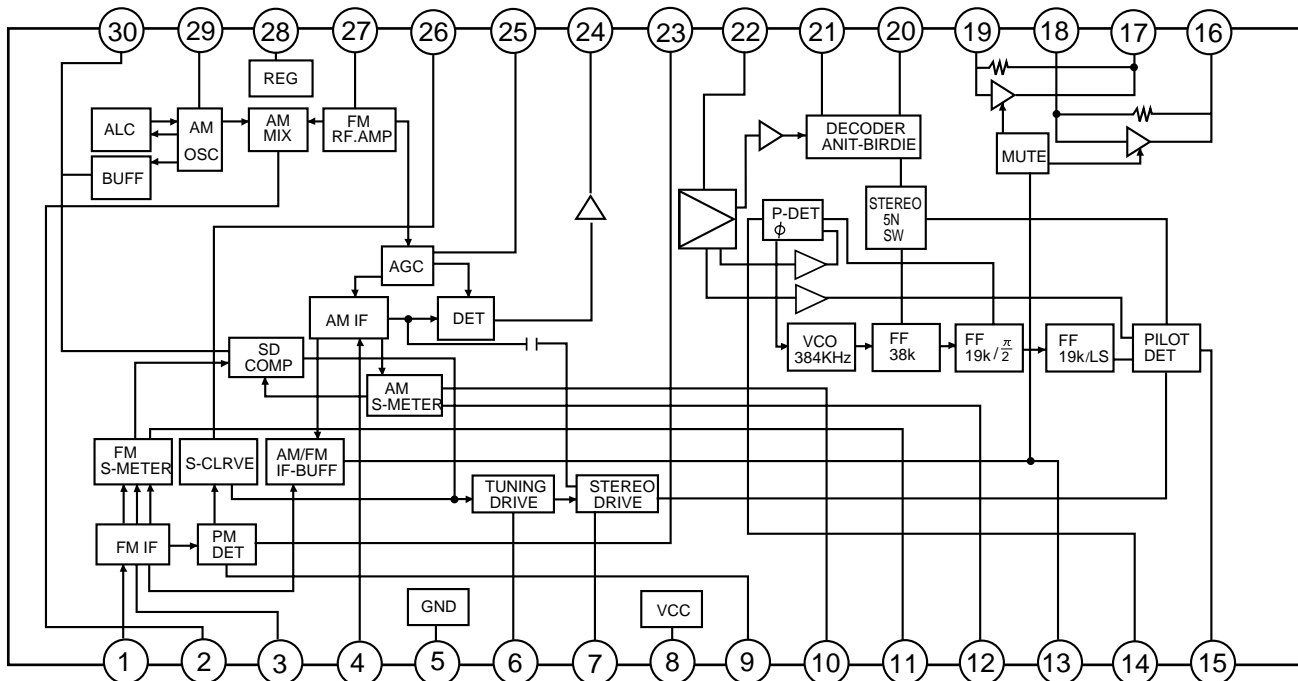 30 29 28 27 26 25 24 23 22 21 20 19 18 17 16
REG
ALC
AM
OSC
AM
MIX
FM
RF.AMP
BUFF
DECODER
ANIT-BIRDIE
MUTE
P-DET
ϕ
STEREO
5N
SW
AGC
AM IF
DET
SD
COMP
VCO
384KHz
FF
38k
FF
19k/π/2
FF
19k/LS
PILOT
DET
AM
S-METER
FM
S-METER
S-CLRVE
AM/FM
IF-BUFF
TUNING
DRIVE
STEREO
DRIVE
FM IF
PM
DET
GND
VCC
1 2 3 4 5 6 7 8 9 10 11 12 13 14 15